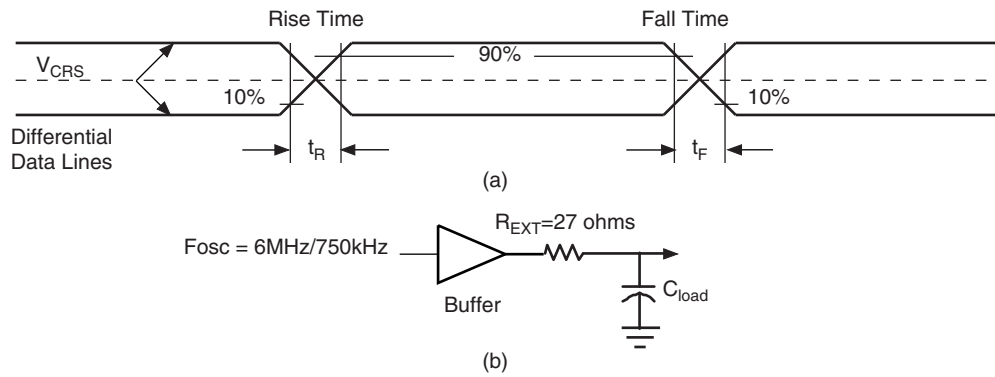 Rise Time
Fall Time
V_CRS
90%
10%
10%
Differential
Data Lines
t_R
t_F
(a)
R_EXT=27 ohms
Fosc = 6MHz/750kHz
C_load
Buffer
(b)